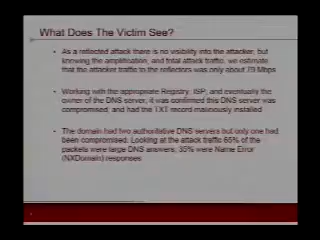 What Does The Victim See?
As a reflected attack there is no visibility into the attacker, but
knowing the amplification, and total attack traffic, we estimate
that the attacker traffic to the reflectors was only about 79 Mbps
Working with the appropriate Registry, ISP, and eventually the
owner of the DNS server, it was confirmed this DNS server was
compromised, and had the TXT record maliciously installed
The domain had two authoritative DNS servers but only one had
been compromised. Looking at the attack traffic 65% of the
packets were large DNS answers, 35% were Name Error
(NXDomain) responses